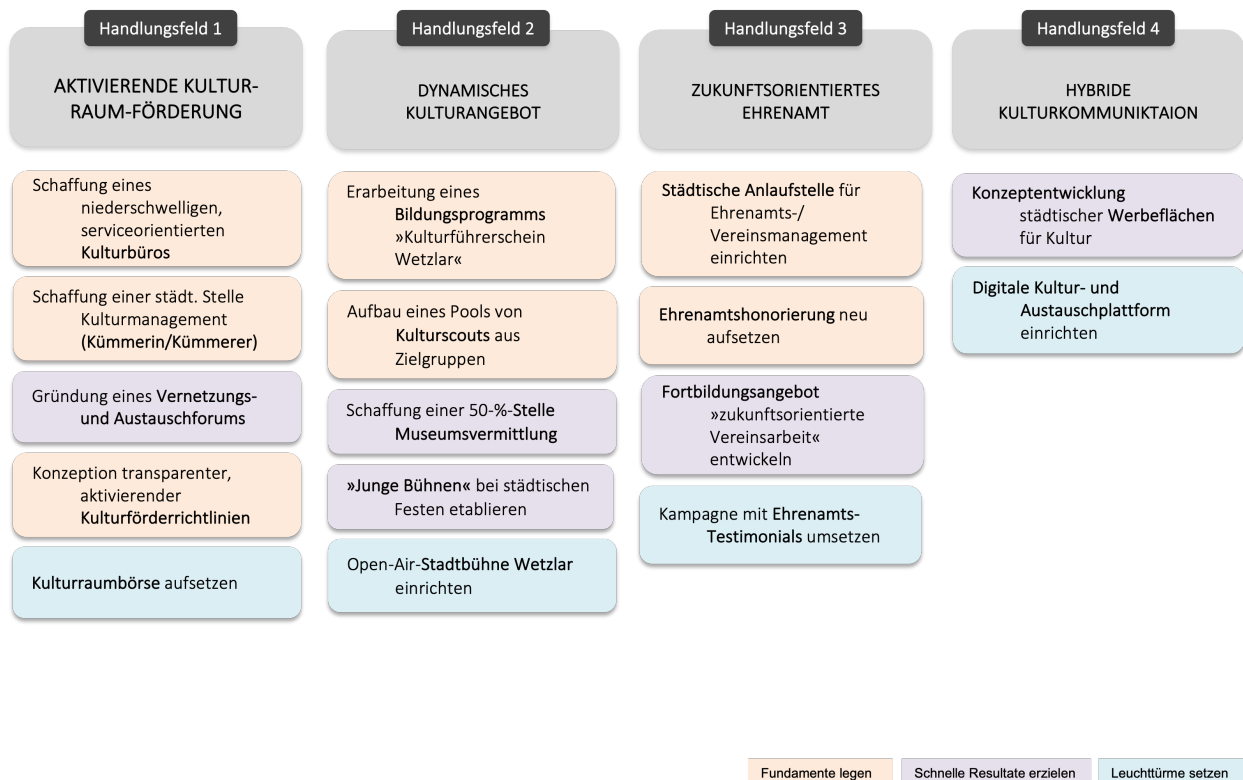 Handlungsfeld 1
AKTIVIERENDE KULTUR-
RAUM-FÖRDERUNG
Schaffung eines
niederschwelligen,
serviceorientierten
Kulturbüros
Schaffung einer städt. Stelle
Kulturmanagement
(Kümmerin/Kümmerer)
Gründung eines Vernetzungs-
und Austauschforums
Konzeption transparenter,
aktivierender
Kulturförderrichtlinien
Kulturraumbörse aufsetzen
Handlungsfeld 2
DYNAMISCHES
KULTURANGEBOT
Erarbeitung eines
Bildungsprogramms
»Kulturführerschein
Wetzlar«
Aufbau eines Pools von
Kulturscouts aus
Zielgruppen
Schaffung einer 50-%-Stelle
Museumsvermittlung
»Junge Bühnen« bei städtischen
Festen etablieren
Open-Air-Stadtbühne Wetzlar
einrichten
Handlungsfeld 3
ZUKUNFTSORIENTIERTES
EHRENAMT
Städtische Anlaufstelle für
Ehrenamts-/
Vereinsmanagement
einrichten
Ehrenamtshonorierung neu
aufsetzen
Fortbildungsangebot
»zukunftsorientierte
Vereinsarbeit«
entwickeln
Kampagne mit Ehrenamts-
Testimonials umsetzen
Handlungsfeld 4
HYBRIDE
KULTURKOMMUNIKTAION
Konzeptentwicklung
städtischer Werbeflächen
für Kultur
Digitale Kultur- und
Austauschplattform
einrichten
Fundamente legen
Schnelle Resultate erzielen
Leuchttürme setzen